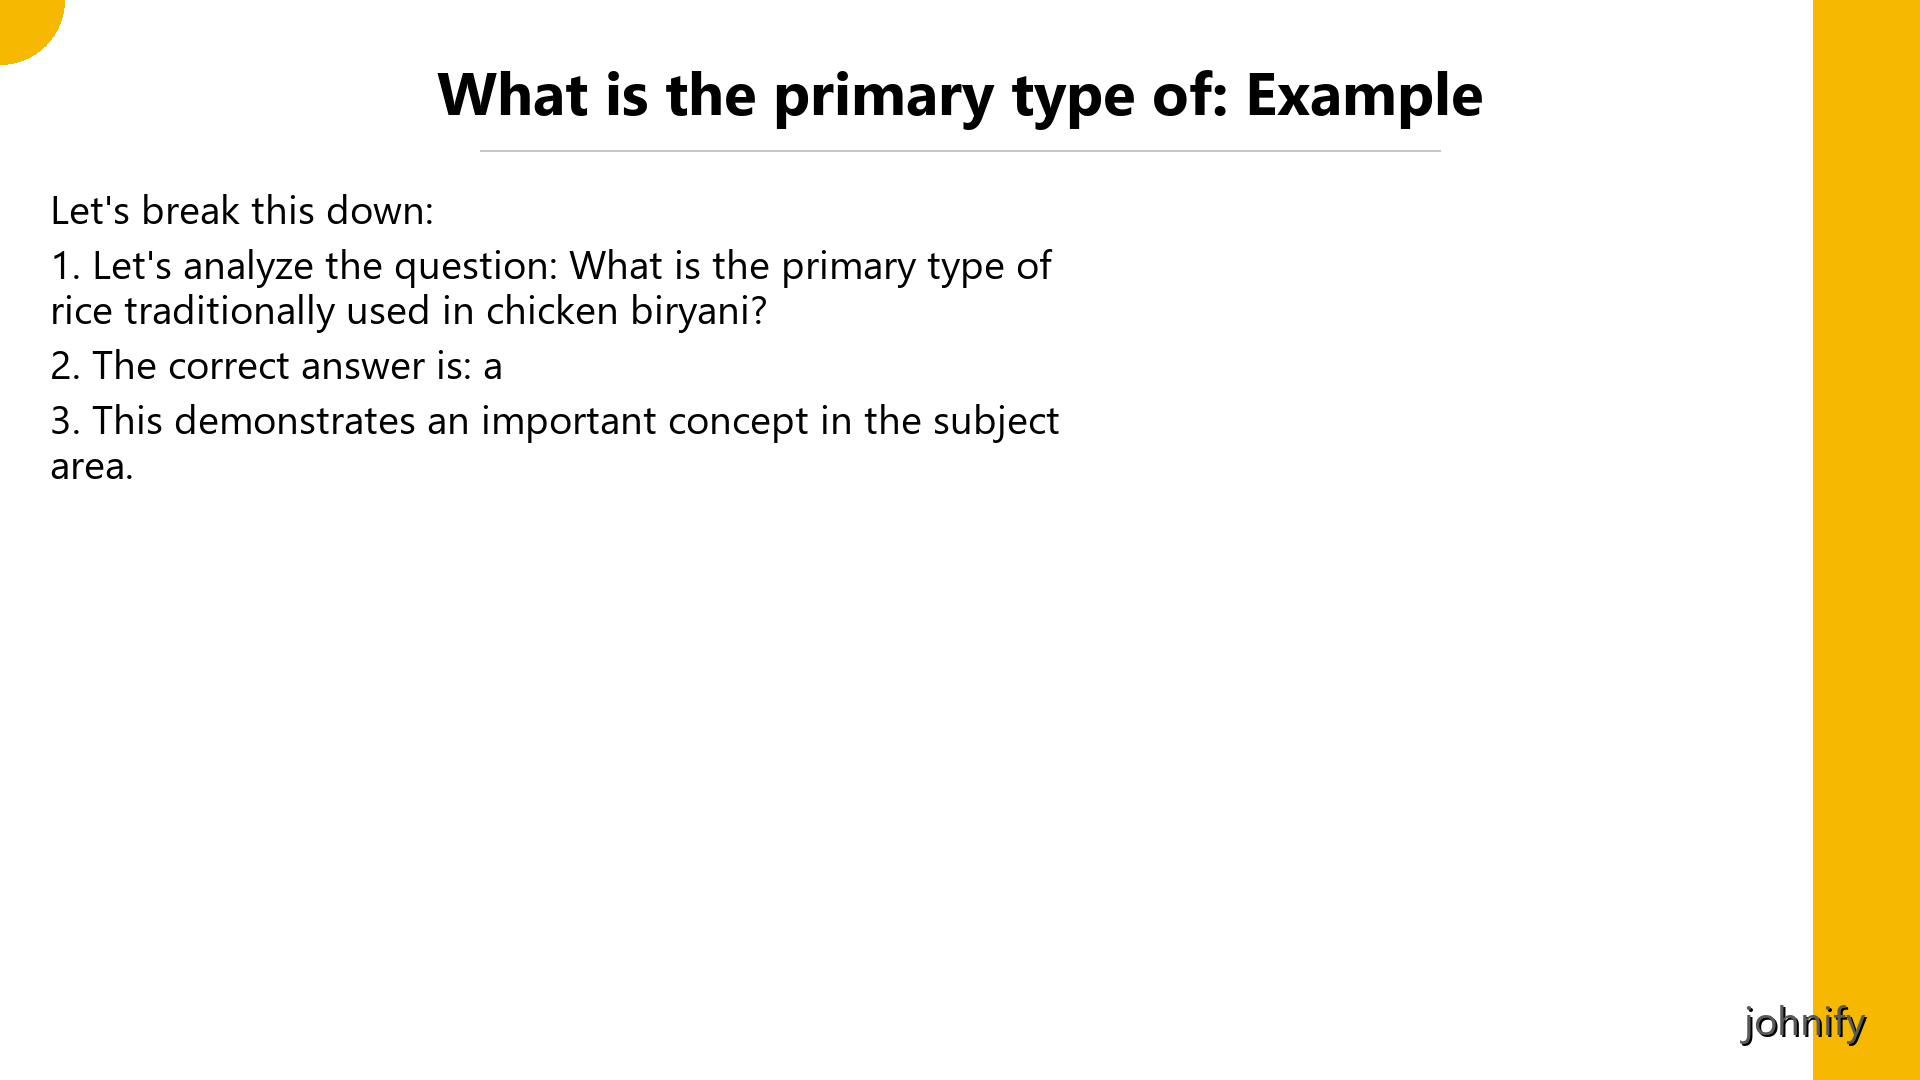 What is the primary type of: Example
Let's break this down:
1. Let's analyze the question: What is the primary type of
rice traditionally used in chicken biryani?
2. The correct answer is: a
3. This demonstrates an important concept in the subject
area.
johnify